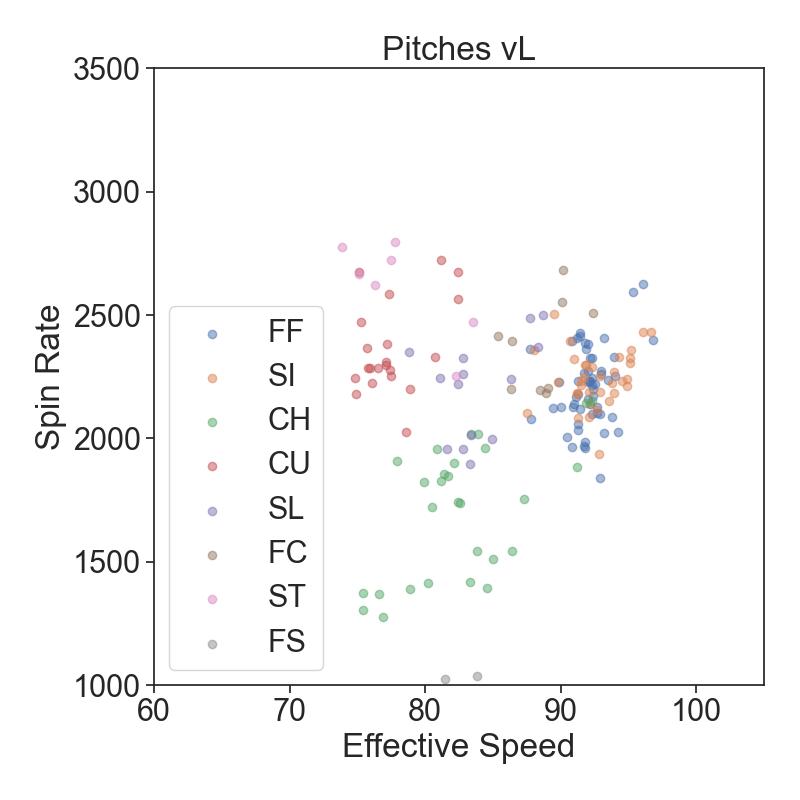 Pitches vL
3500
3000
2500
2000
1500
1000
Spin Rate
FF
SI
CH
CU
SL
FC
ST
FS
60
70
80
90
100
Effective Speed